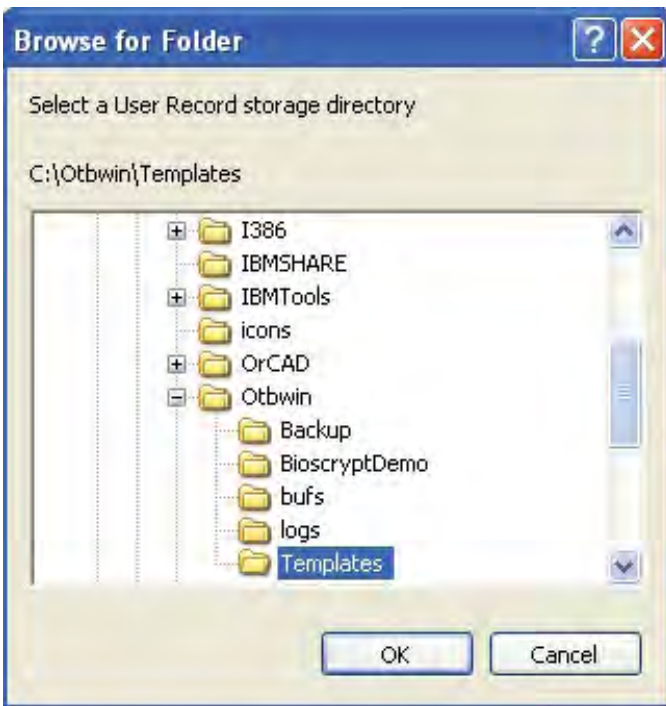 Browse for Folder
Select a User Record storage directory
C:\Otbwin\Templates
I386
IBMSHARE
IBMTools
icons
OrCAD
Otbwin
Backup
BioscryptDemo
bufs
logs
Templates
OK
Cancel